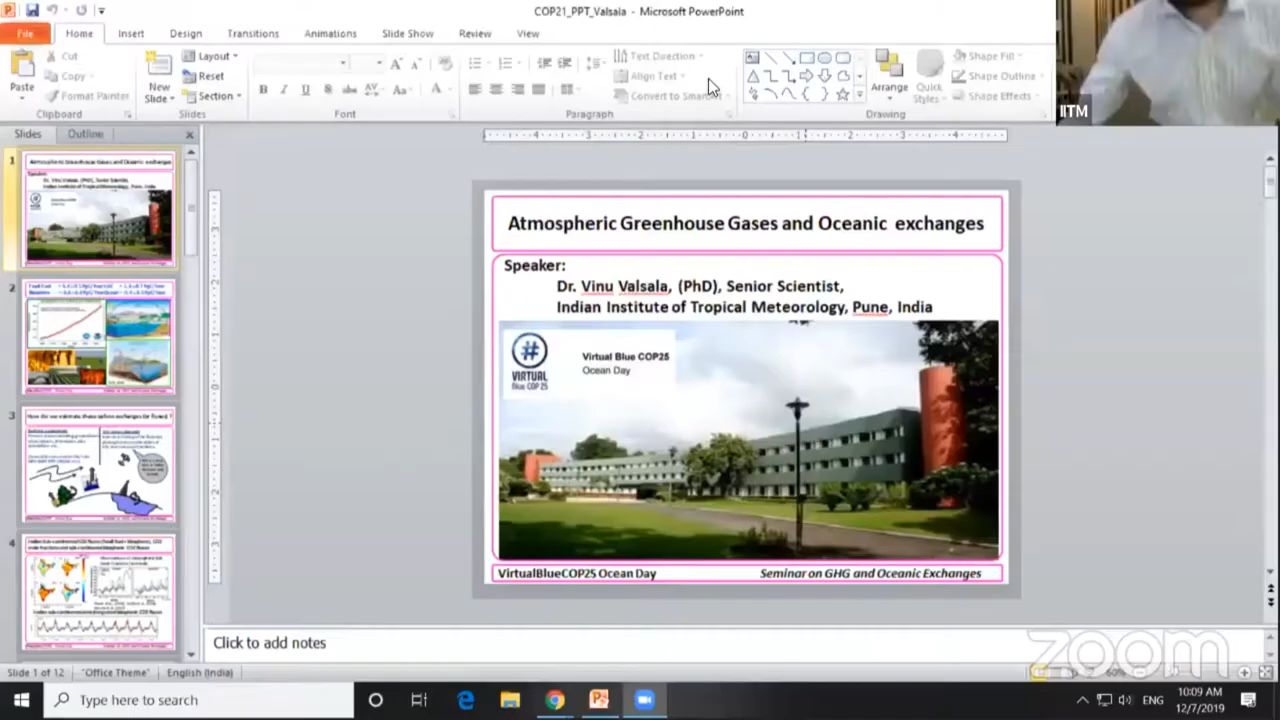 COP21_PPT_Valsala - Microsoft PowerPoint
File Home Insert Design Transitions Animations Slide Show Review View
Paste
Cut
Copy
Format Painter
Clipboard
New Slide
Layout
Reset
Section
Slides
Font
Text Direction
Align Text
Paragraph
Arrange
Quick Styles
Shape Fill
Shape Outline
Shape Effects
Drawing
IITM
Slides Outline
1
2
3
4
Atmospheric Greenhouse Gases and Oceanic exchanges
Speaker:
Dr. Vinu Valsala, (PhD), Senior Scientist,
Indian Institute of Tropical Meteorology, Pune, India
#
VIRTUAL
Blue COP 25
Virtual Blue COP25
Ocean Day
VirtualBlueCOP25 Ocean Day Seminar on GHG and Oceanic Exchanges
Click to add notes
zoom
Slide 1 of 12 "Office Theme" English (India)
Type here to search
ENG
10:09 AM
12/7/2019